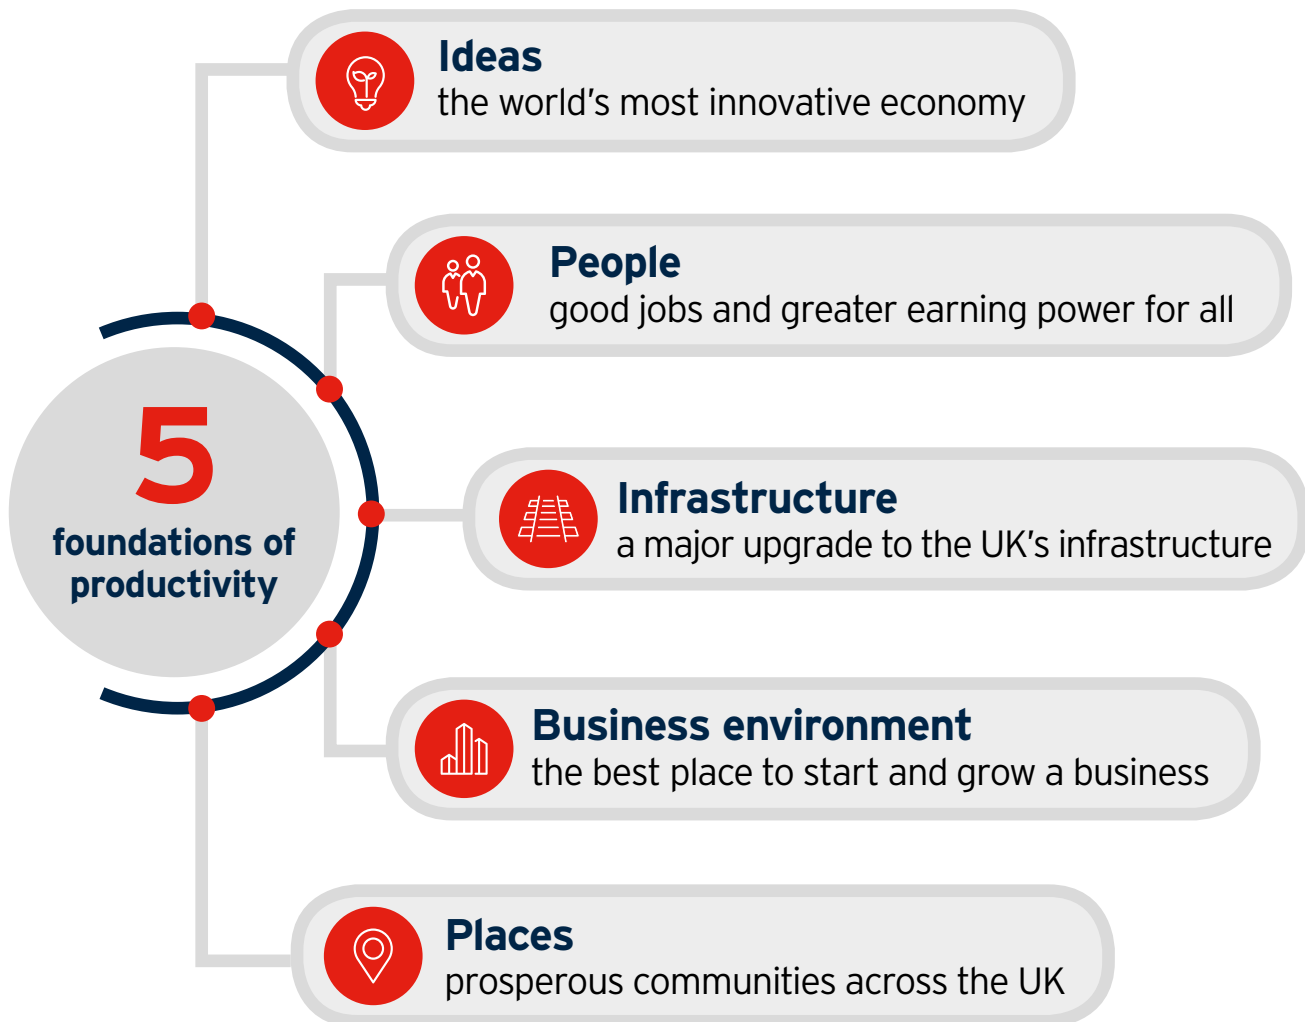 Ideas
the world's most innovative economy
People
good jobs and greater earning power for all
5
foundations of
productivity
Infrastructure
a major upgrade to the UK's infrastructure
Business environment
the best place to start and grow a business
Places
prosperous communities across the UK